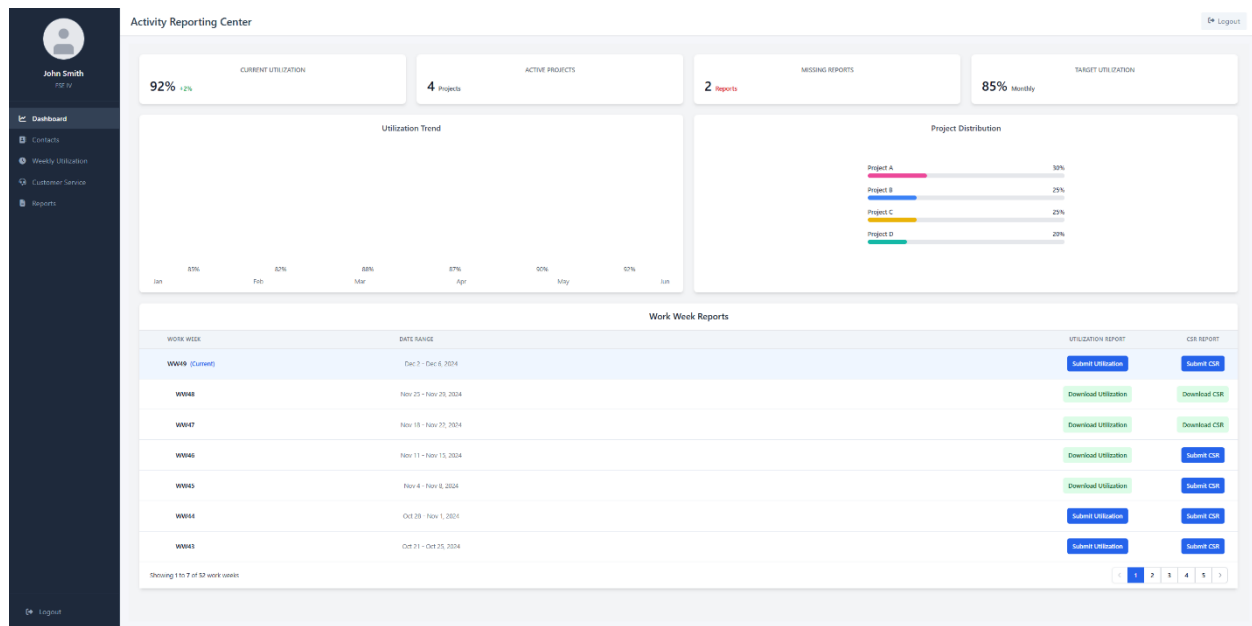 Activity Reporting Center
Logout
John Smith
FSE IV
Dashboard
Contacts
Weekly Utilization
Customer Service
Reports
Logout
CURRENT UTILIZATION
92% +2%
ACTIVE PROJECTS
4 Projects
MISSING REPORTS
2 Reports
TARGET UTILIZATION
85% Monthly
Utilization Trend
85% 82% 88% 87% 90% 92%
Jan Feb Mar Apr May Jun
Project Distribution
Project A 30%
Project B 25%
Project C 25%
Project D 20%
Work Week Reports
WORK WEEK DATE RANGE UTILIZATION REPORT CSR REPORT
WW49 (Current) Dec 2 - Dec 6, 2024 Submit Utilization Submit CSR
WW48 Nov 25 - Nov 29, 2024 Download Utilization Download CSR
WW47 Nov 18 - Nov 22, 2024 Download Utilization Download CSR
WW46 Nov 11 - Nov 15, 2024 Download Utilization Submit CSR
WW45 Nov 4 - Nov 8, 2024 Download Utilization Submit CSR
WW44 Oct 28 - Nov 1, 2024 Submit Utilization Submit CSR
WW43 Oct 21 - Oct 25, 2024 Submit Utilization Submit CSR
Showing 1 to 7 of 52 work weeks
‹ 1 2 3 4 5 ›